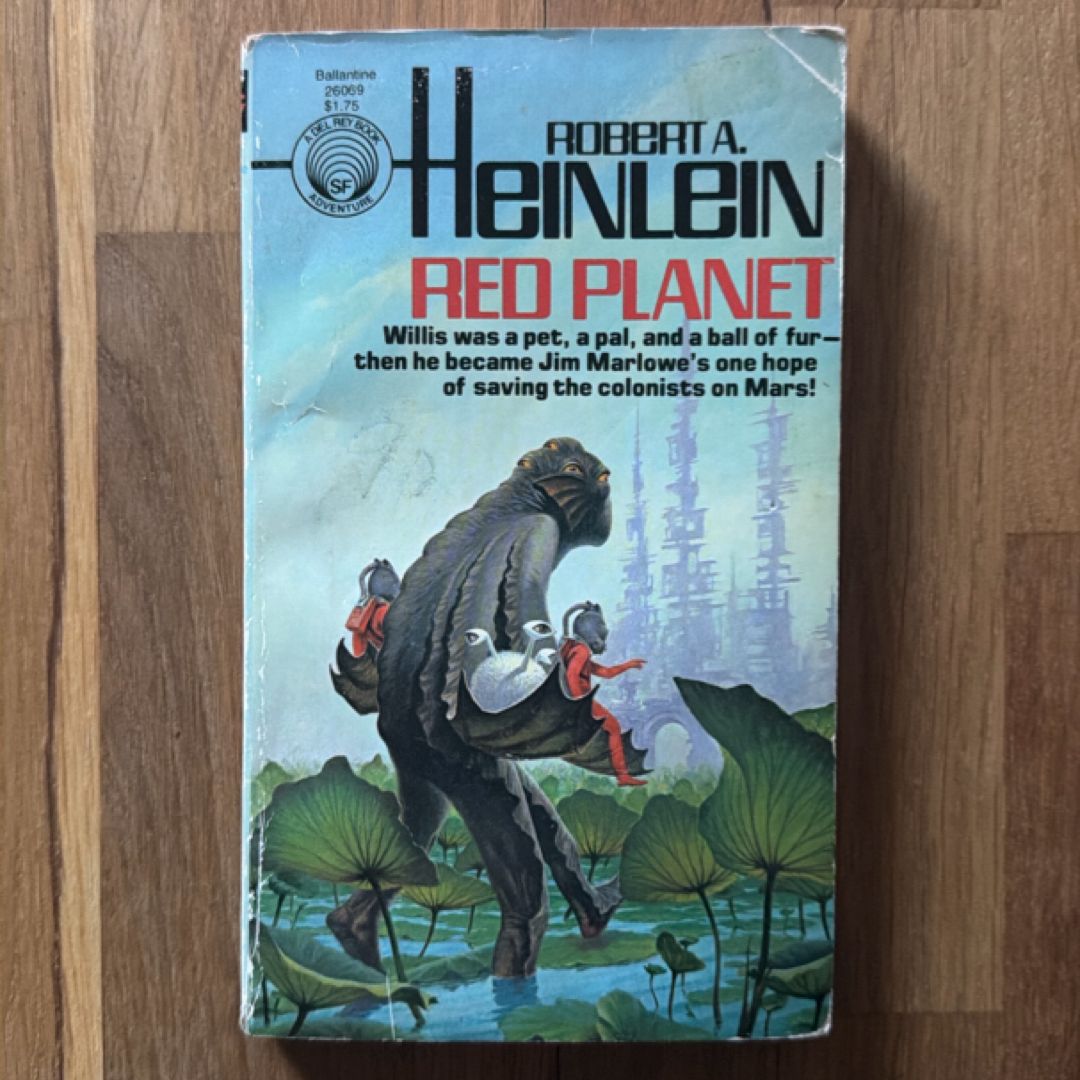 Ballantine
26069
$1.75
A DEL REY BOOK
SF
ADVENTURE
ROBERT A.
HEINLEIN
RED PLANET
Willis was a pet, a pal, and a ball of fur—
then he became Jim Marlowe's one hope
of saving the colonists on Mars!